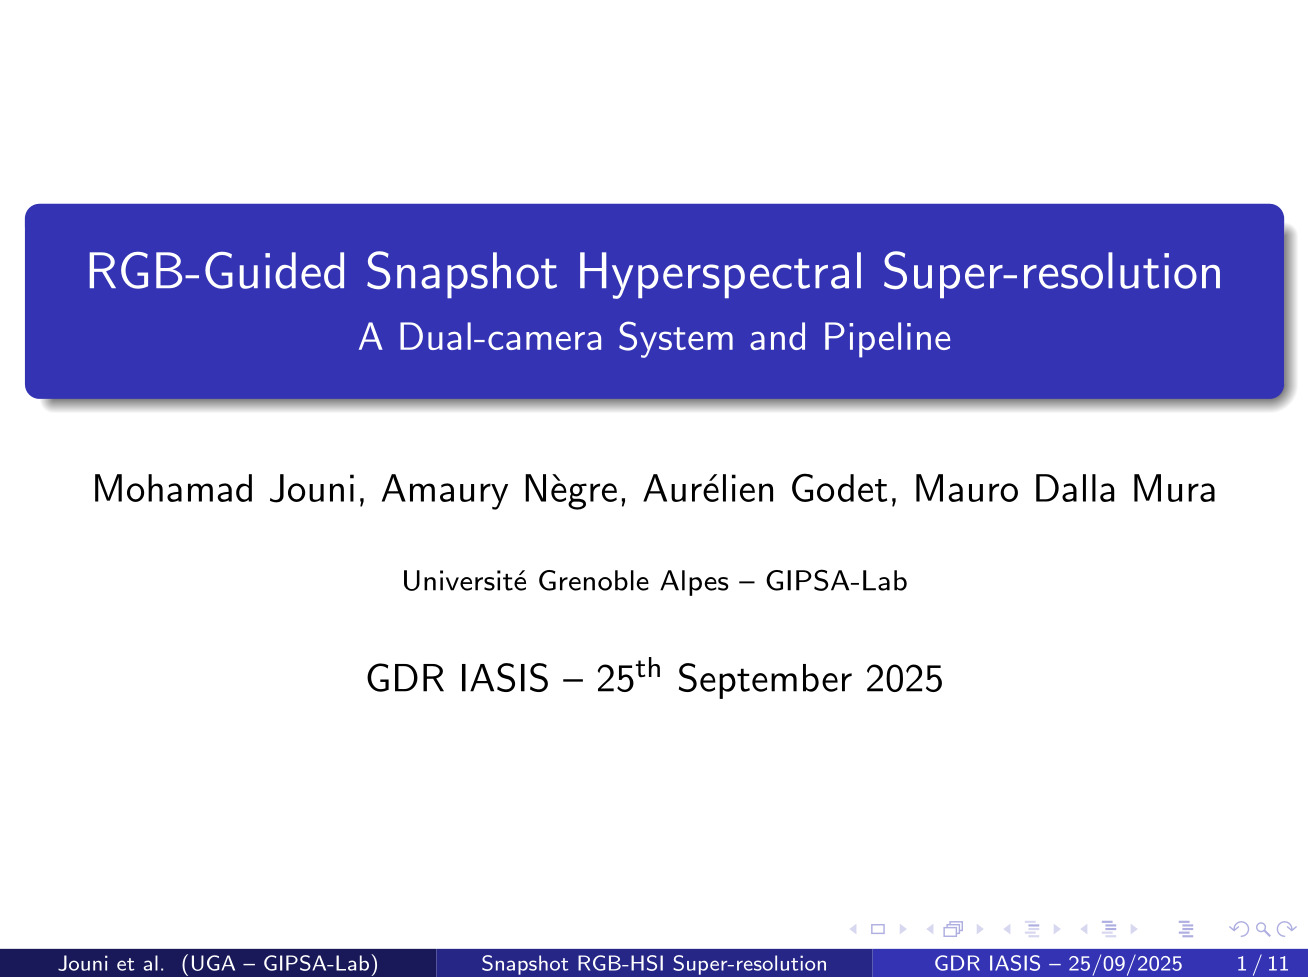 RGB-Guided Snapshot Hyperspectral Super-resolution
A Dual-camera System and Pipeline
Mohamad Jouni, Amaury Nègre, Aurélien Godet, Mauro Dalla Mura
Université Grenoble Alpes – GIPSA-Lab
GDR IASIS – 25th September 2025
Jouni et al. (UGA – GIPSA-Lab) Snapshot RGB-HSI Super-resolution GDR IASIS – 25/09/2025 1 / 11